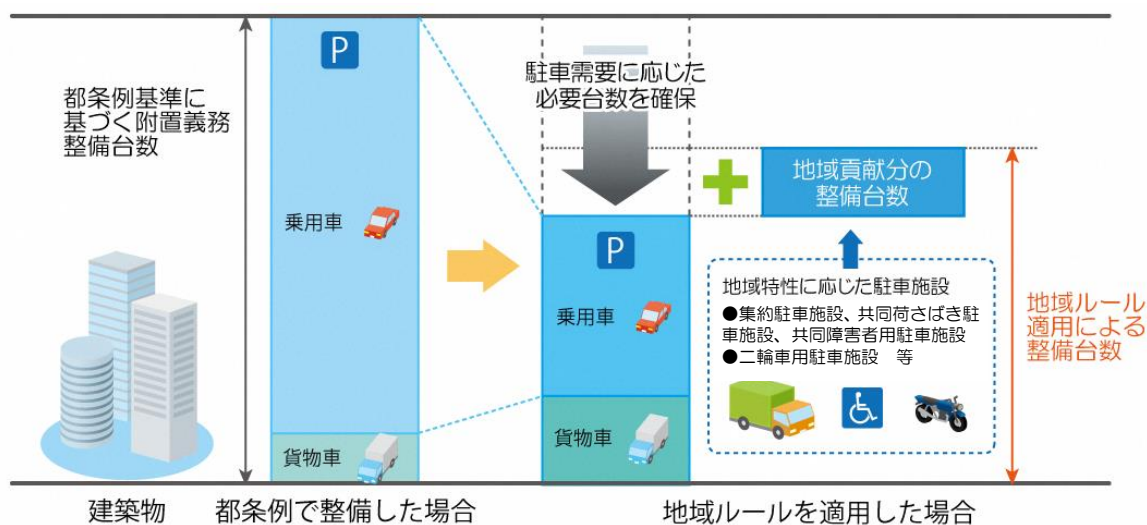 都条例基準に
基づく附置義務
整備台数
P
乗用車
貨物車
駐車需要に応じた
必要台数を確保
P
乗用車
貨物車
地域貢献分の
整備台数
地域特性に応じた駐車施設
●集約駐車施設、共同荷さばき駐
車施設、共同障害者用駐車施設
●二輪車用駐車施設　等
地域ルール
適用による
整備台数
建築物
都条例で整備した場合
地域ルールを適用した場合